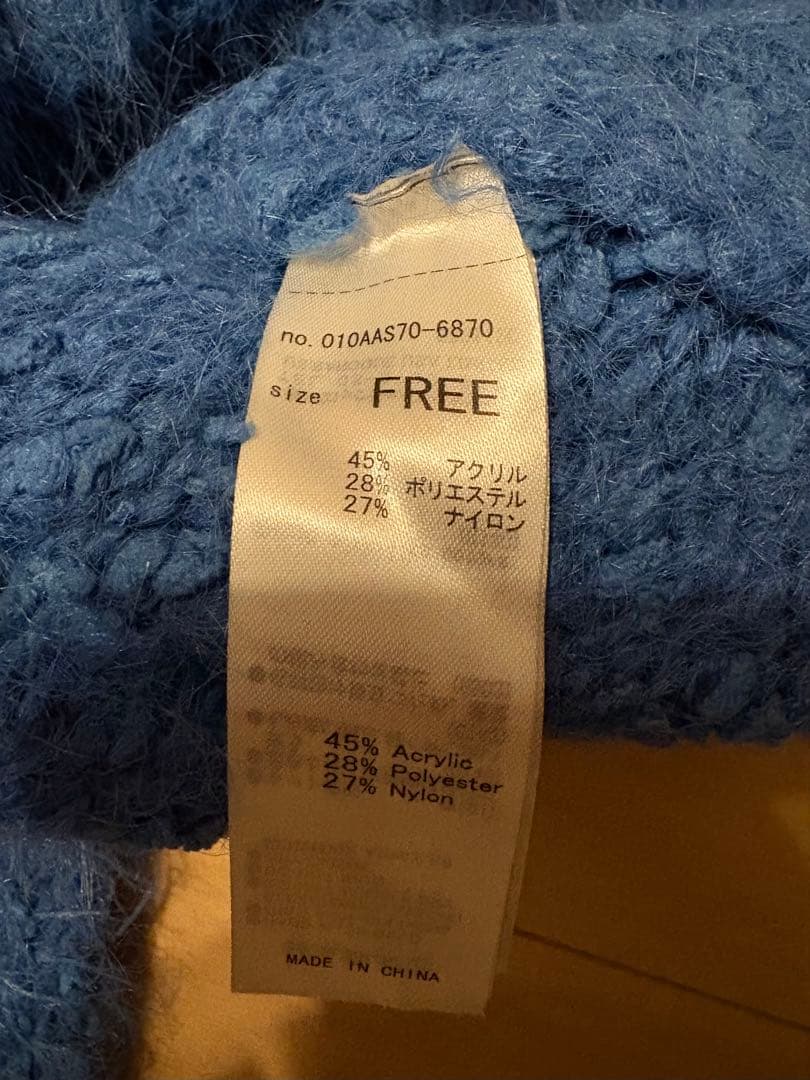 no. 010AAS70-6870
size FREE
45% アクリル
28% ポリエステル
27% ナイロン
45% Acrylic
28% Polyester
27% Nylon
MADE IN CHINA